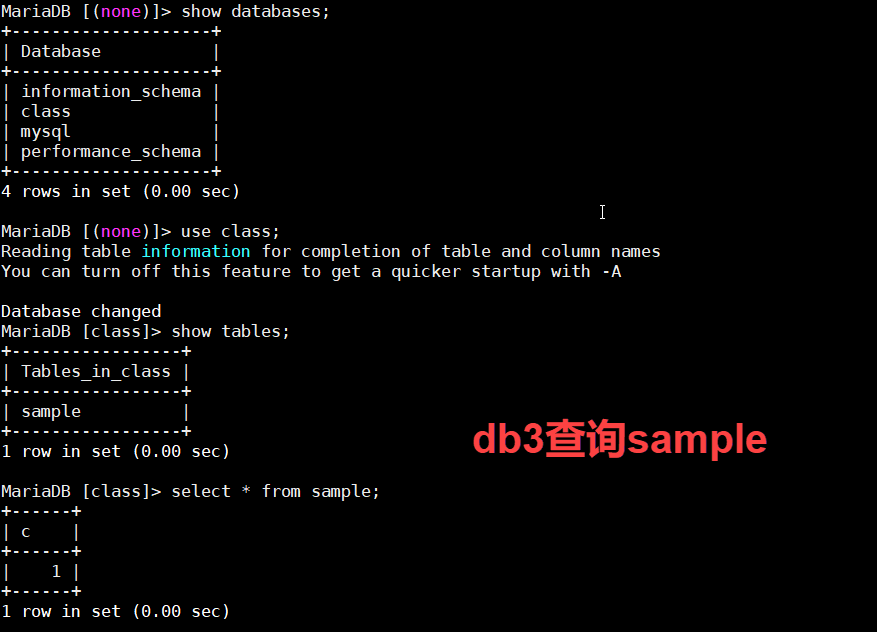 MariaDB [(none)]> show databases;
+--------------------+
| Database           |
+--------------------+
| information_schema |
| class              |
| mysql              |
| performance_schema |
+--------------------+
4 rows in set (0.00 sec)
MariaDB [(none)]> use class;
Reading table information for completion of table and column names
You can turn off this feature to get a quicker startup with -A
Database changed
MariaDB [class]> show tables;
+-----------------+
| Tables_in_class |
+-----------------+
| sample          |
+-----------------+
1 row in set (0.00 sec)
db3查询sample
MariaDB [class]> select * from sample;
+------+
| c    |
+------+
|    1 |
+------+
1 row in set (0.00 sec)